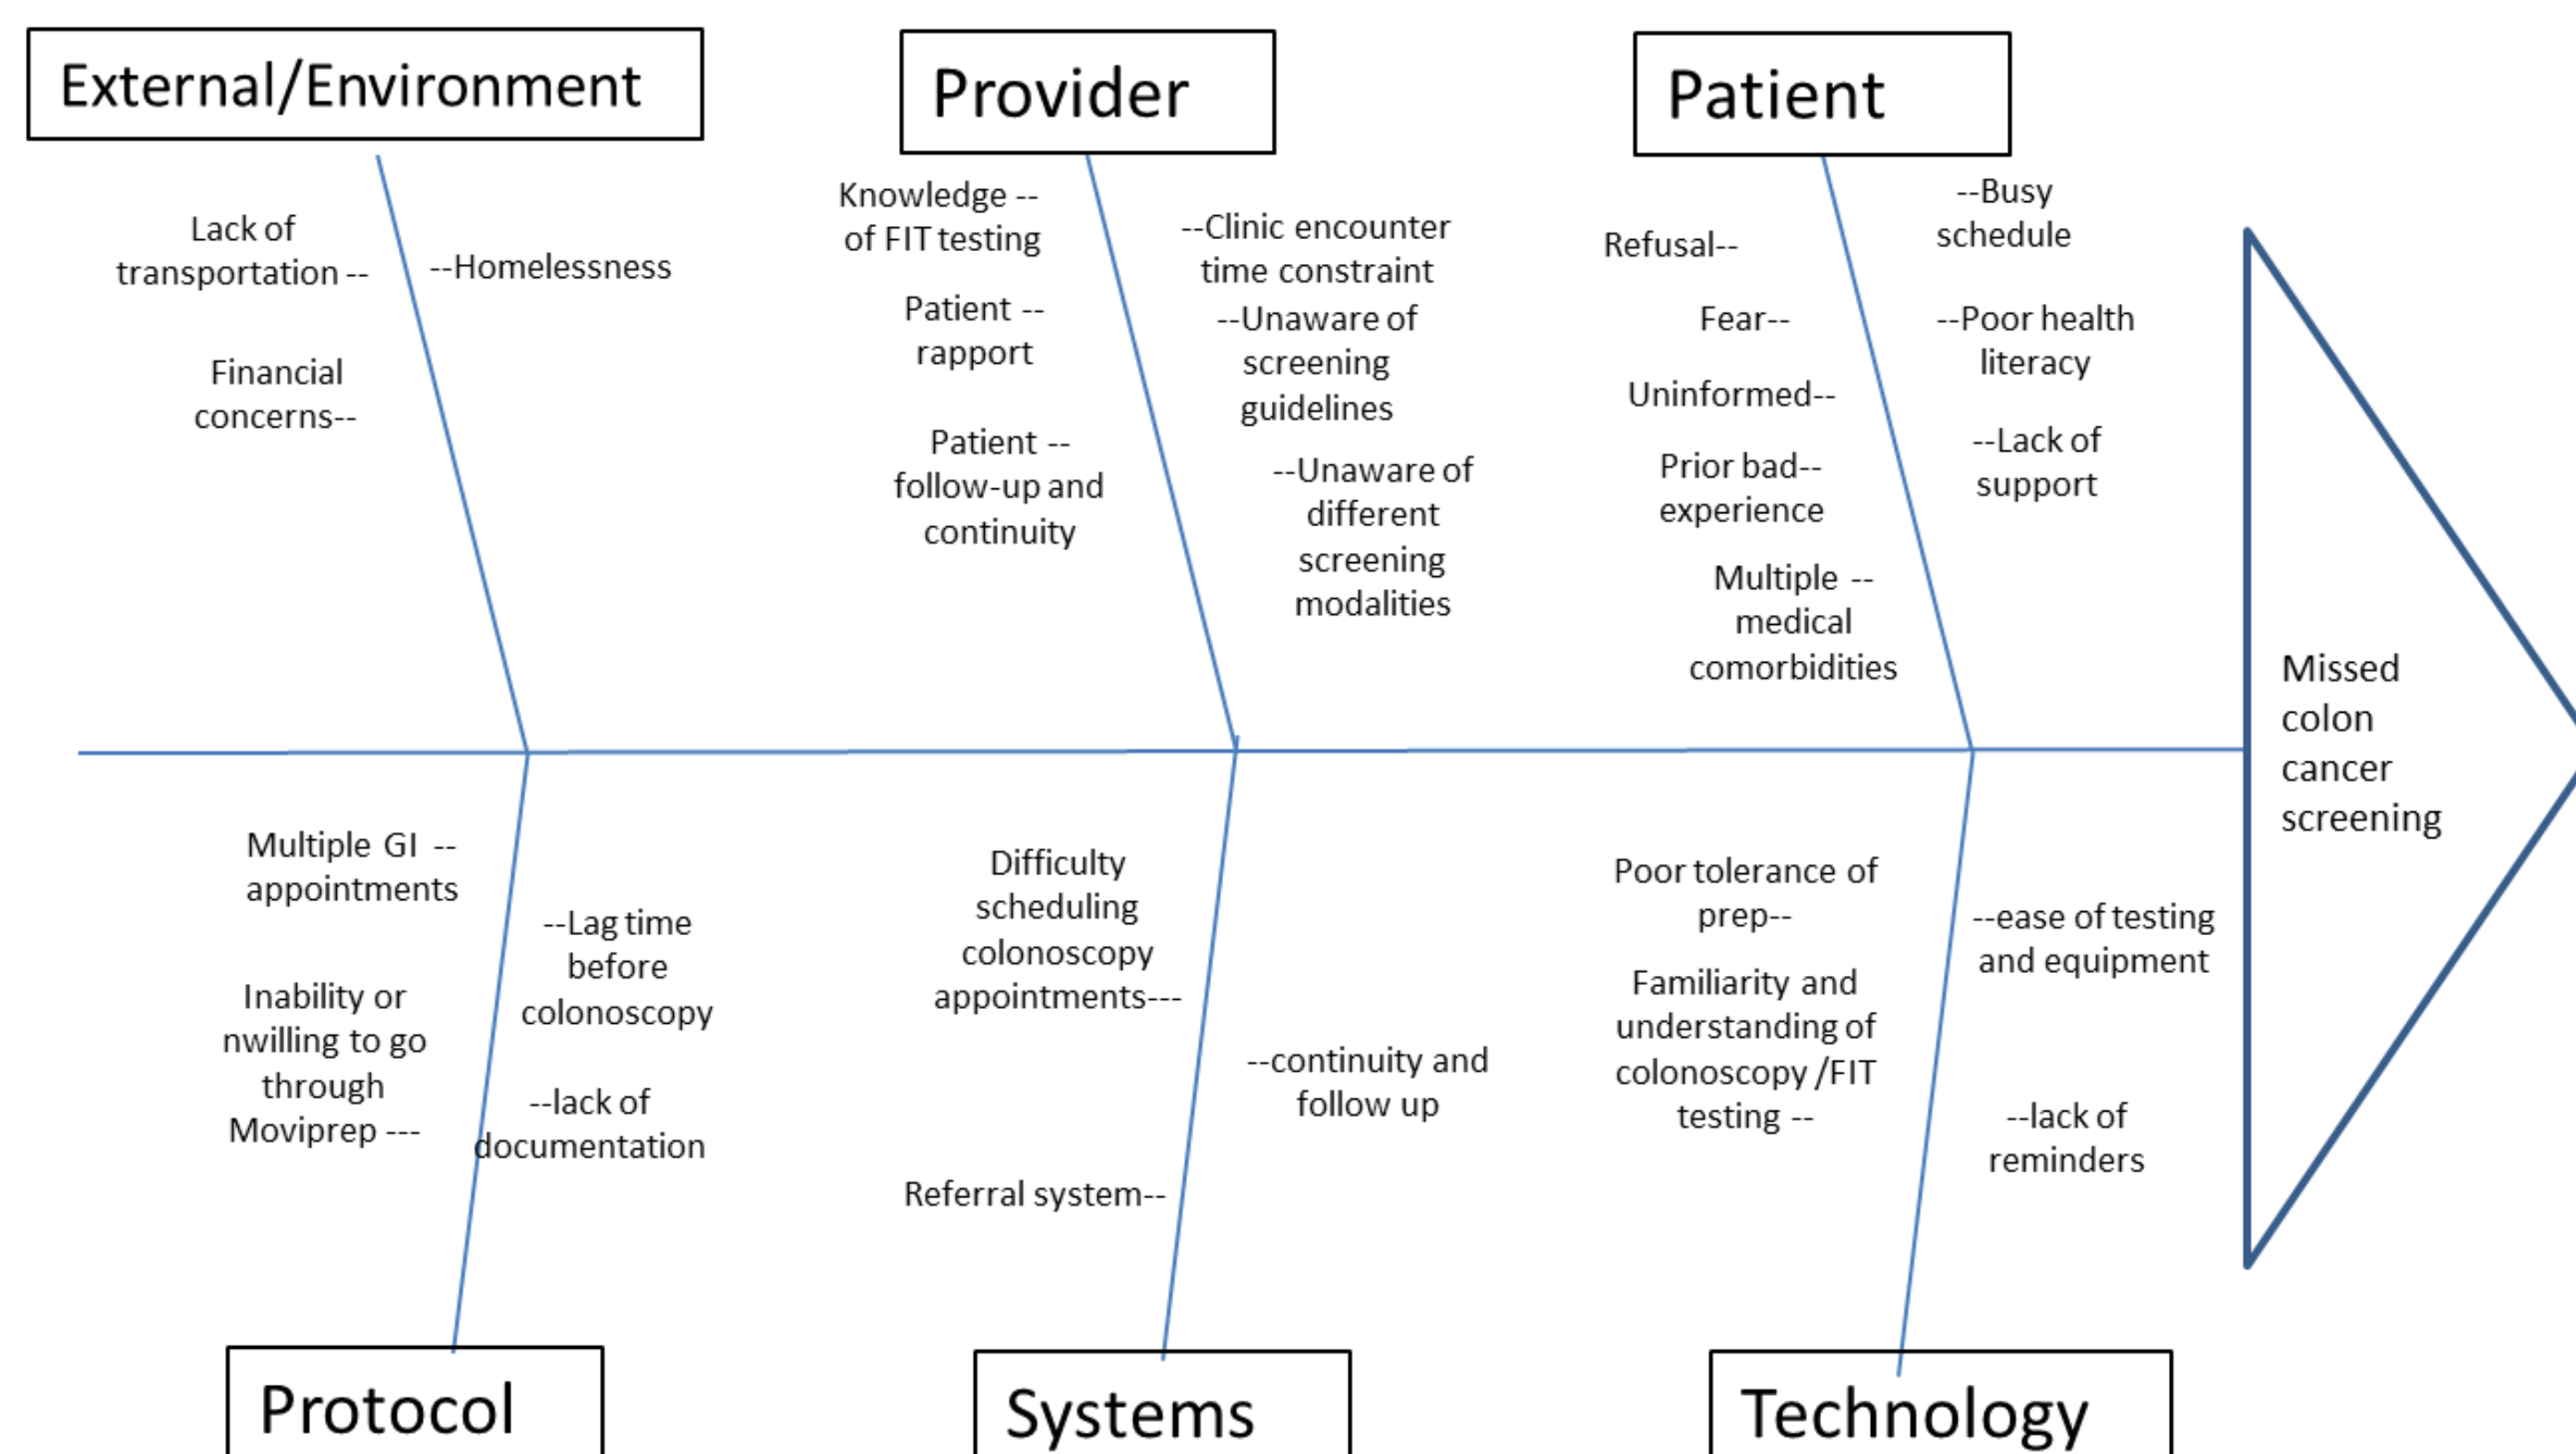 External/Environment
Provider
Patient
Lack of
transportation --
--Homelessness
Financial
concerns--
Knowledge --
of FIT testing
Patient --
rapport
Patient --
follow-up and
continuity
--Clinic encounter
time constraint
--Unaware of
screening
guidelines
--Unaware of
different
screening
modalities
Refusal--
Fear--
Uninformed--
Prior bad--
experience
Multiple --
medical
comorbidities
--Busy
schedule
--Poor health
literacy
--Lack of
support
Missed
colon
cancer
screening
Multiple GI --
appointments
Inability or
nwilling to go
through
Moviprep ---
--Lag time
before
colonoscopy
--lack of
documentation
Difficulty
scheduling
colonoscopy
appointments---
Referral system--
--continuity and
follow up
Poor tolerance of
prep--
Familiarity and
understanding of
colonoscopy /FIT
testing --
--ease of testing
and equipment
--lack of
reminders
Protocol
Systems
Technology